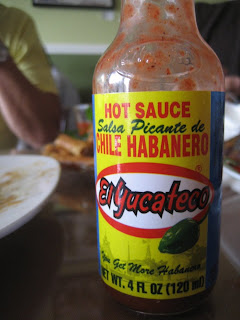 HOT SAUCE
Salsa Picante de
CHILE HABANERO
El Yucateco
You Get More Habanero
NET WT. 4 FL OZ (120 ml)